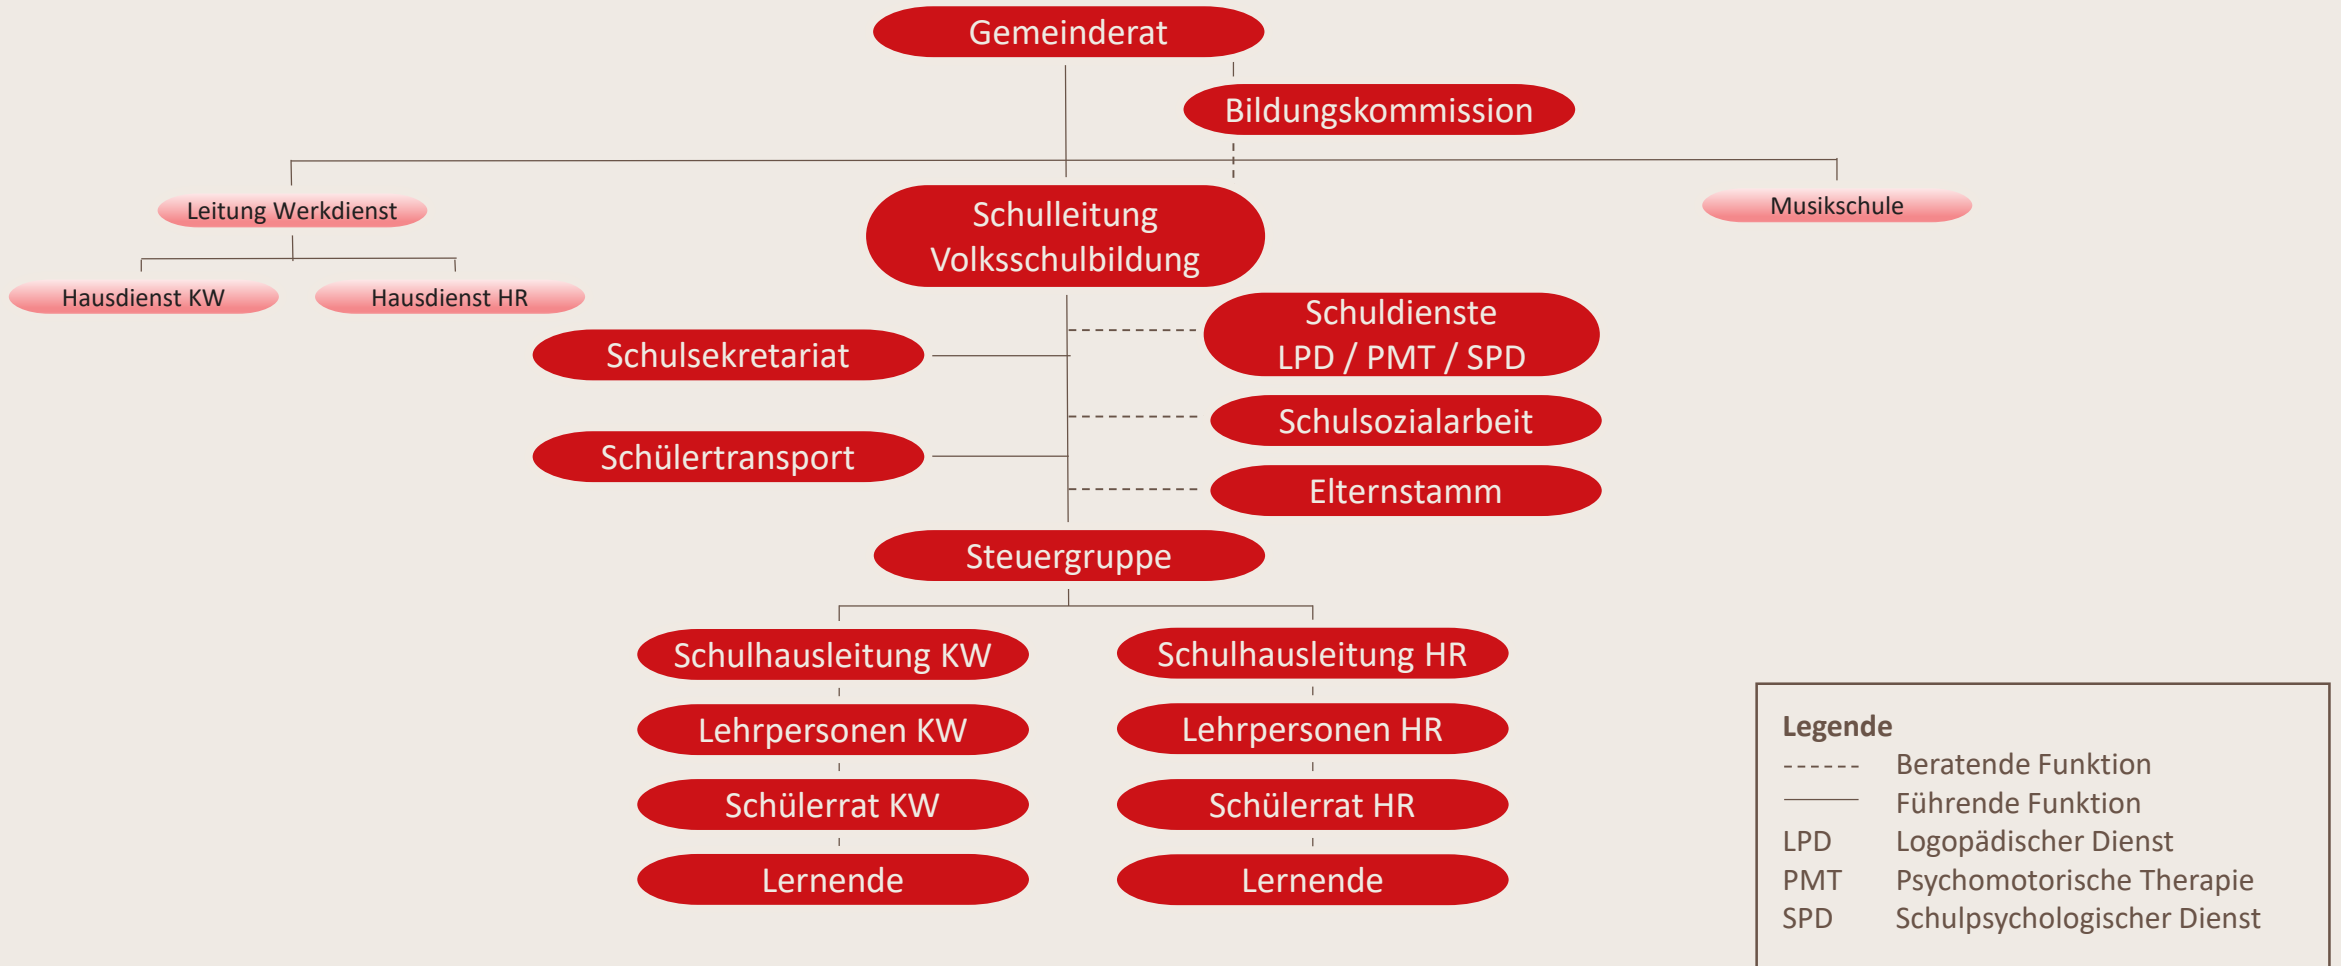 Gemeinderat
Bildungskommission
Leitung Werkdienst
Schulleitung
Volksschulbildung
Musikschule
Hausdienst KW
Hausdienst HR
Schuldienste
LPD / PMT / SPD
Schulsekretariat
Schulsozialarbeit
Schülertransport
Elternstamm
Steuergruppe
Schulhausleitung KW
Schulhausleitung HR
Lehrpersonen KW
Lehrpersonen HR
Schülerrat KW
Schülerrat HR
Lernende
Lernende
Legende
Beratende Funktion
Führende Funktion
LPD Logopädischer Dienst
PMT Psychomotorische Therapie
SPD Schulpsychologischer Dienst